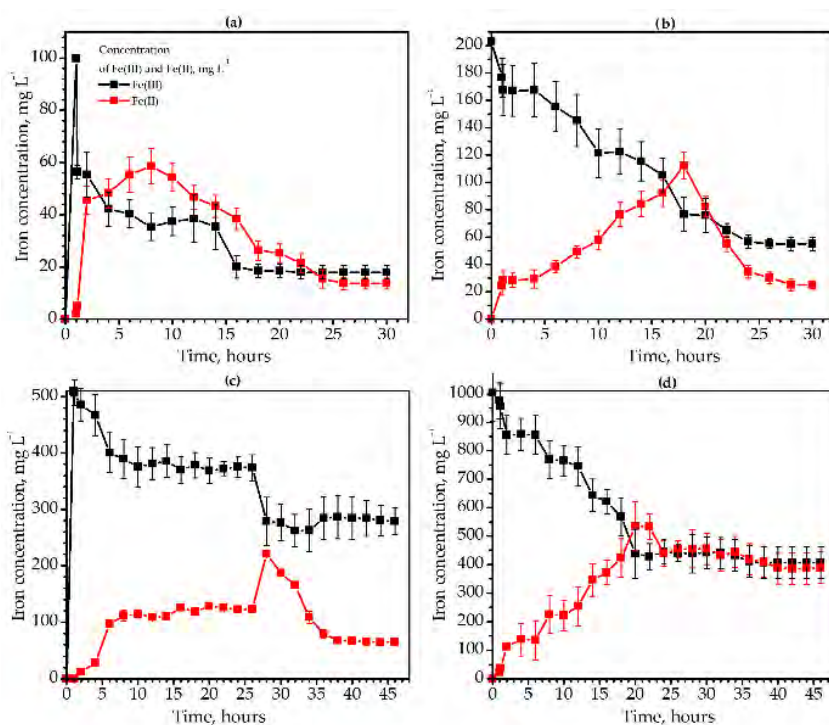 (a)
Iron concentration, mg L⁻¹
100
80
60
40
20
0
Concentration
of Fe(III) and Fe(II), mg L⁻¹
Fe(III)
Fe(II)
0 5 10 15 20 25 30
Time, hours
(b)
Iron concentration, mg L⁻¹
200
180
160
140
120
100
80
60
40
20
0
0 5 10 15 20 25 30
Time, hours
(c)
Iron concentration, mg L⁻¹
500
400
300
200
100
0
0 5 10 15 20 25 30 35 40 45
Time, hours
(d)
Iron concentration, mg L⁻¹
1000
900
800
700
600
500
400
300
200
100
0
0 5 10 15 20 25 30 35 40 45
Time, hours